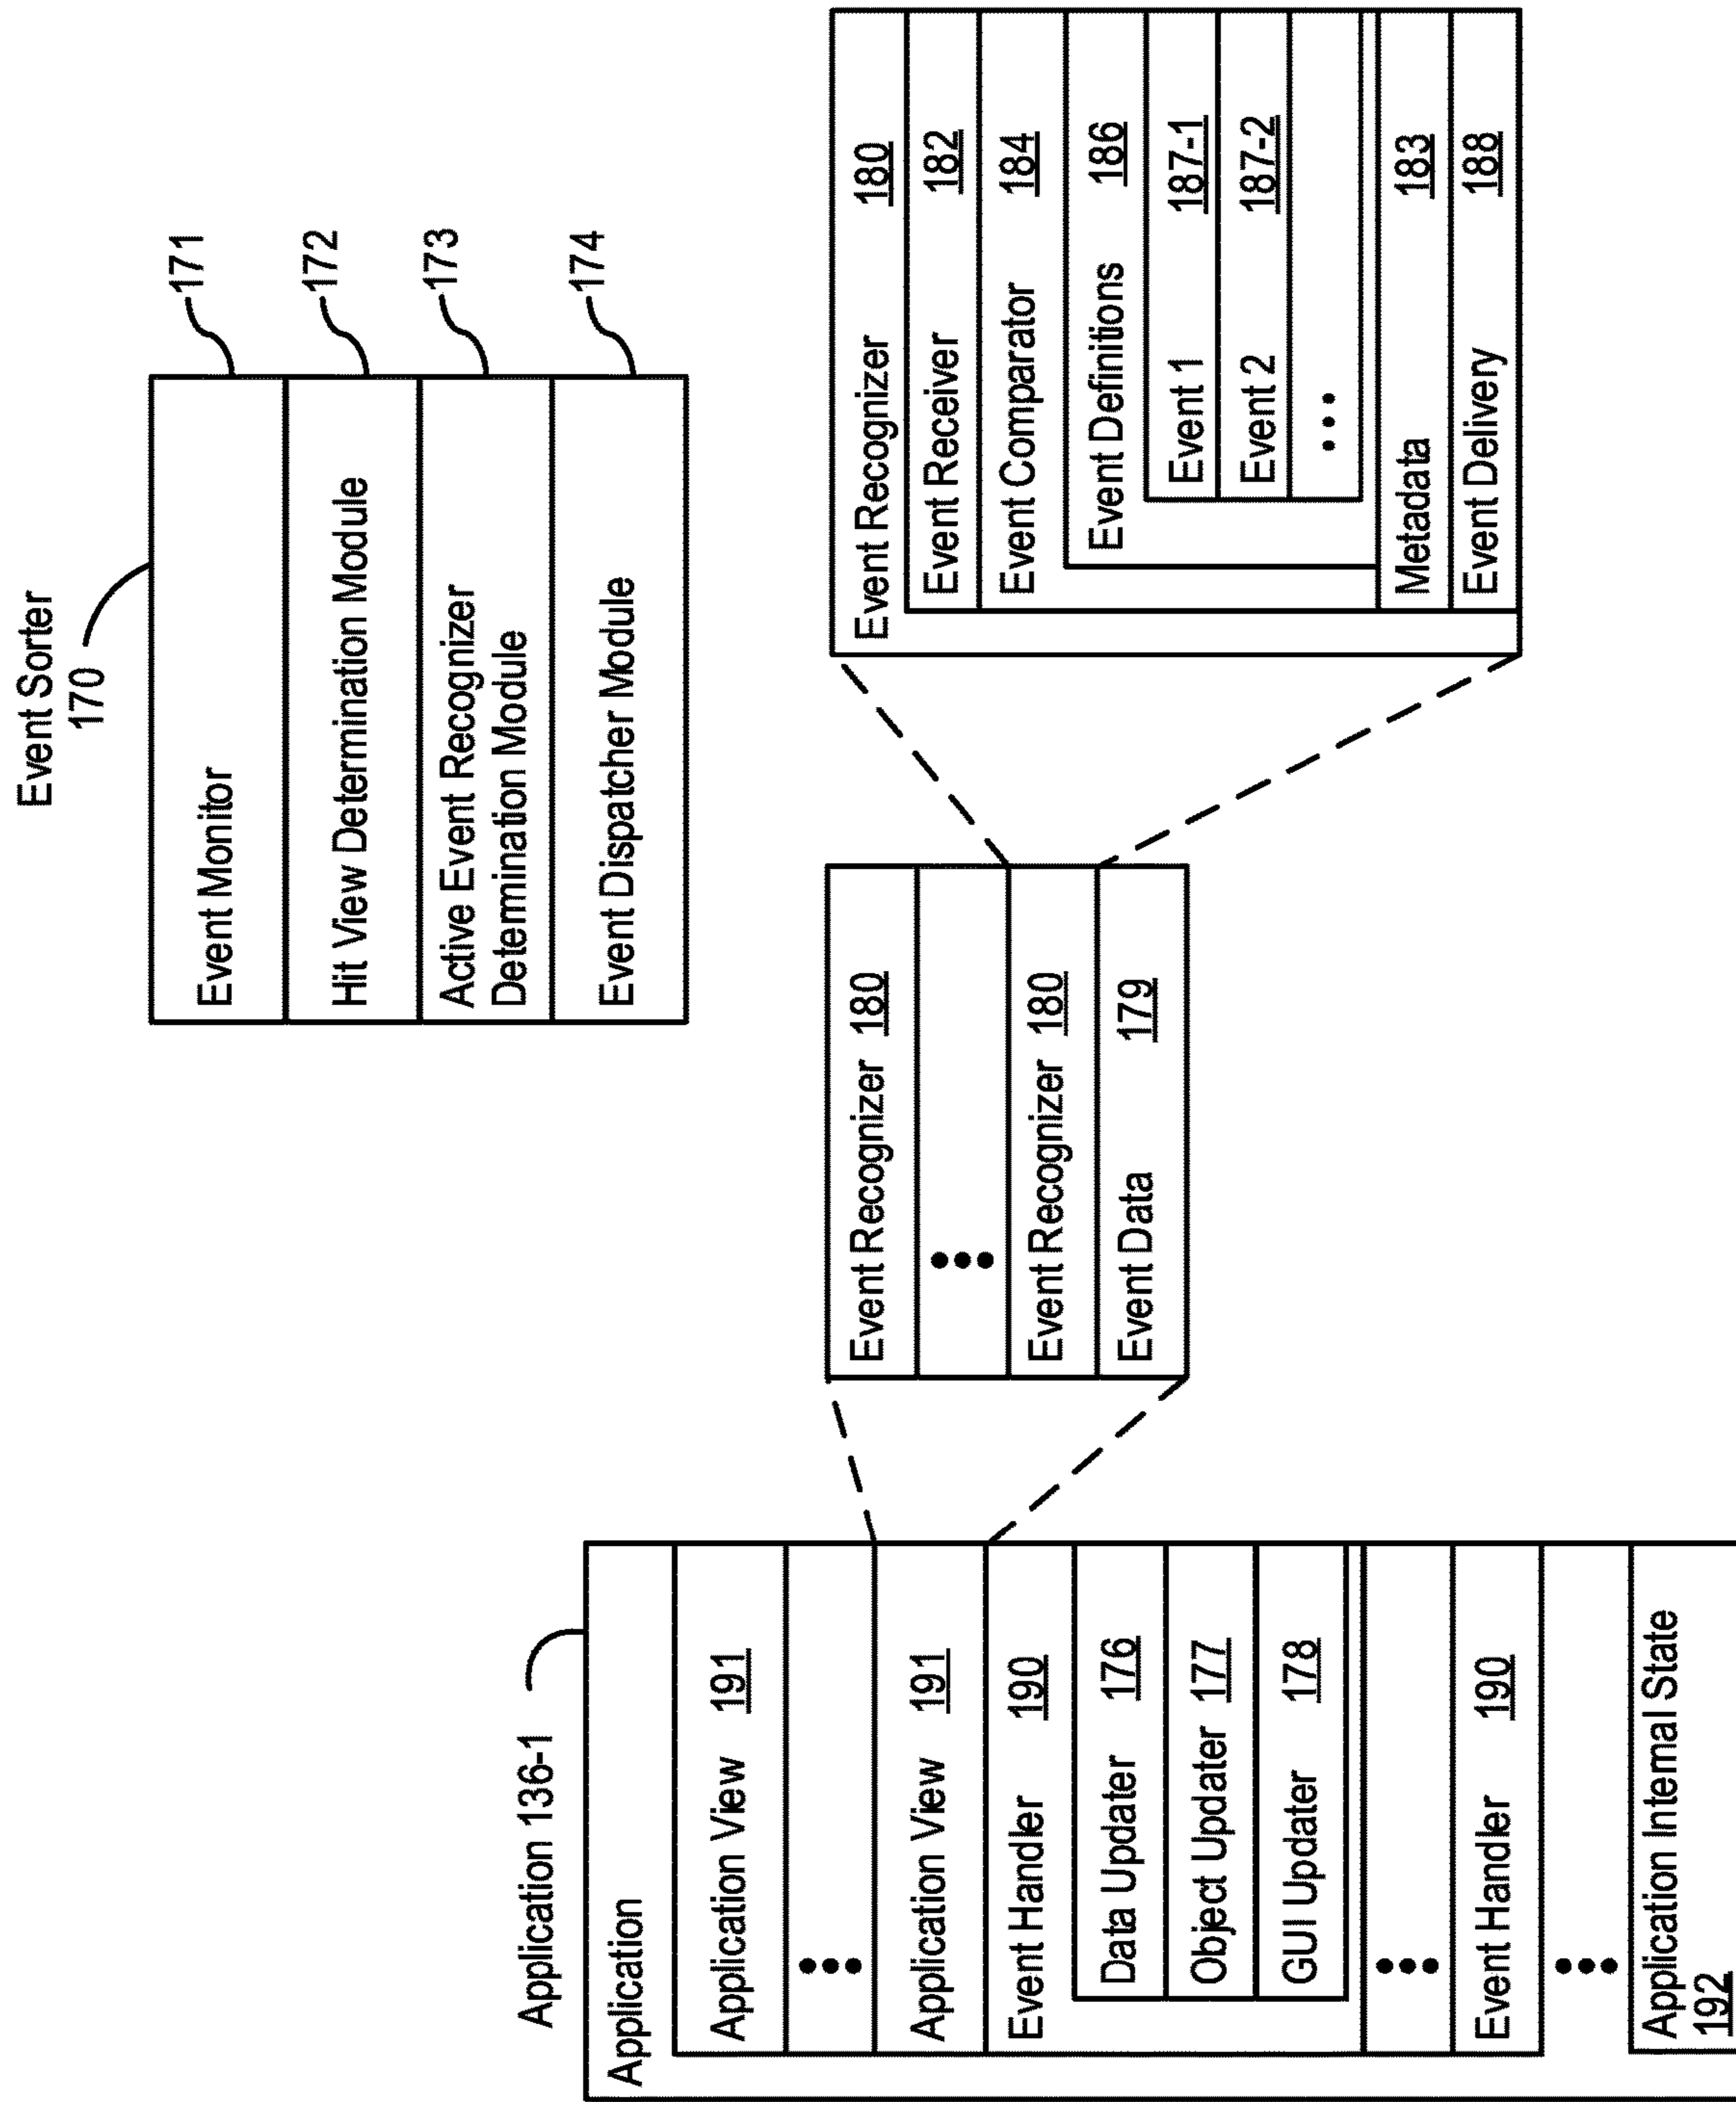 Event Sorter
170
Event Monitor
171
Hit View Determination Module
172
Active Event Recognizer
Determination Module
173
Event Dispatcher Module
174
Application 136-1
Application
Application View 191
•••
Application View 191
Event Handler 190
Data Updater 176
Object Updater 177
GUI Updater 178
•••
Event Handler 190
•••
Application Internal State
192
Event Recognizer 180
•••
Event Recognizer 180
Event Data 179
Event Recognizer 180
Event Receiver 182
Event Comparator 184
Event Definitions 186
Event 1 187-1
Event 2 187-2
•••
Metadata 183
Event Delivery 188